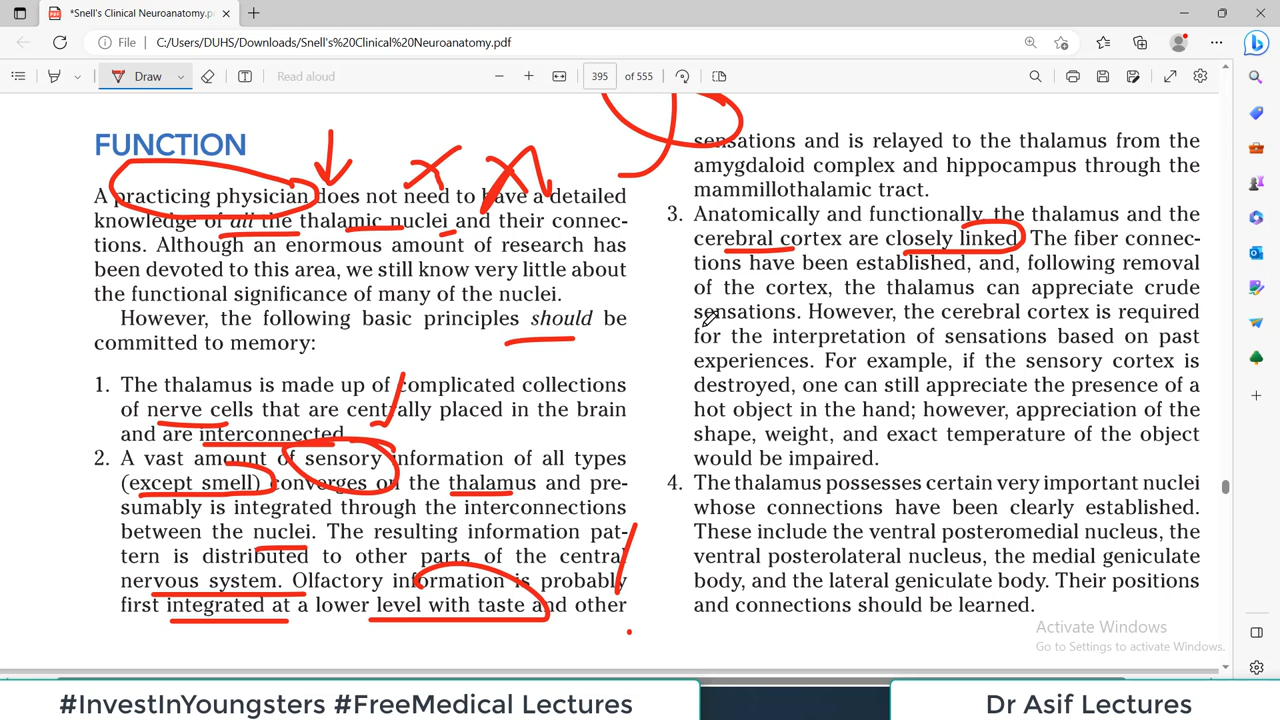 *Snell's Clinical Neuroanatomy.p
File
C:/Users/DUHS/Downloads/Snell's%20Clinical%20Neuroanatomy.pdf
Draw
Read aloud
395 of 555
FUNCTION
A practicing physician does not need to have a detailed
knowledge of all the thalamic nuclei and their connec-
tions. Although an enormous amount of research has
been devoted to this area, we still know very little about
the functional significance of many of the nuclei.
However, the following basic principles should be
committed to memory:
1. The thalamus is made up of complicated collections
of nerve cells that are centrally placed in the brain
and are interconnected.
2. A vast amount of sensory information of all types
(except smell) converges on the thalamus and pre-
sumably is integrated through the interconnections
between the nuclei. The resulting information pat-
tern is distributed to other parts of the central
nervous system. Olfactory information is probably
first integrated at a lower level with taste and other
sensations and is relayed to the thalamus from the
amygdaloid complex and hippocampus through the
mammillothalamic tract.
3. Anatomically and functionally, the thalamus and the
cerebral cortex are closely linked. The fiber connec-
tions have been established, and, following removal
of the cortex, the thalamus can appreciate crude
sensations. However, the cerebral cortex is required
for the interpretation of sensations based on past
experiences. For example, if the sensory cortex is
destroyed, one can still appreciate the presence of a
hot object in the hand; however, appreciation of the
shape, weight, and exact temperature of the object
would be impaired.
4. The thalamus possesses certain very important nuclei
whose connections have been clearly established.
These include the ventral posteromedial nucleus, the
ventral posterolateral nucleus, the medial geniculate
body, and the lateral geniculate body. Their positions
and connections should be learned.
Activate Windows
Go to Settings to activate Windows.
#InvestInYoungsters #FreeMedical Lectures
Dr Asif Lectures